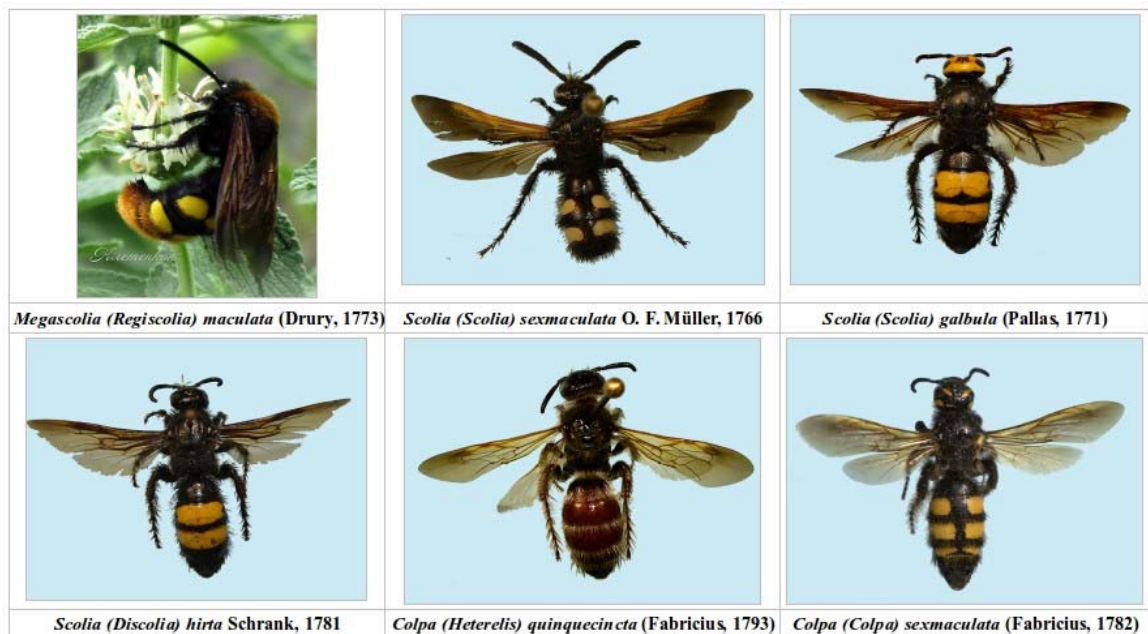 Megascolia (Regiscolia) maculata (Drury, 1773)
Scolia (Scolia) sexmaculata O. F. Müller, 1766
Scolia (Scolia) galbula (Pallas, 1771)
Scolia (Discolia) hirta Schrank, 1781
Colpa (Heterelis) quinquecincta (Fabricius, 1793)
Colpa (Colpa) sexmaculata (Fabricius, 1782)